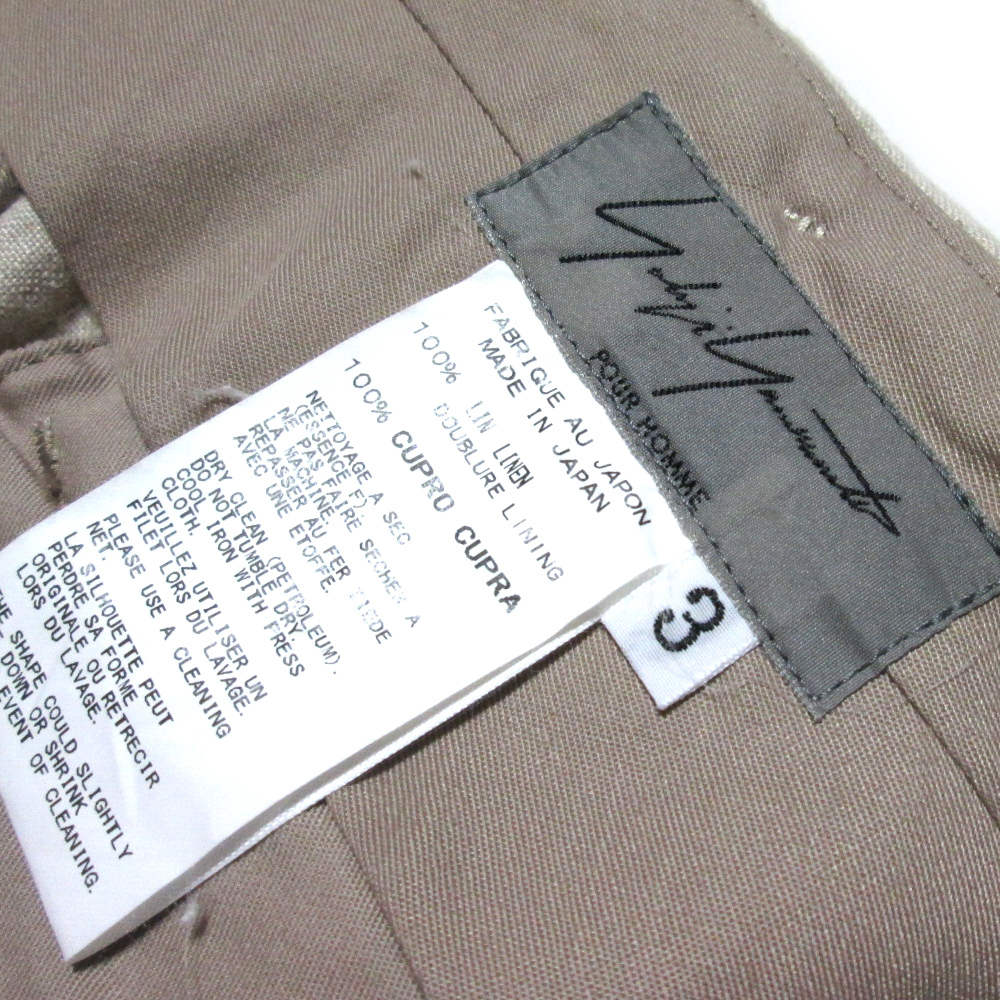 Yohji Yamamoto
POUR HOMME
3
FABRIQUE AU JAPON
MADE IN JAPAN
100% LIN LINEN
DOUBLURE LINING
100% CUPRO CUPRA
NETTOYAGE A SEC
(ESSENCE F).
NE PAS FAIRE SECHER A
LA MACHINE.
REPASSER AU FER TIEDE
AVEC UNE ETOFFE.
DRY CLEAN (PETROLEUM).
DO NOT TUMBLE DRY
COOL IRON WITH PRESS
CLOTH.
VEUILLEZ UTILISER UN
FILET LORS DU LAVAGE.
PLEASE USE A CLEANING
NET.
LA SILHOUETTE PEUT
PERDRE SA FORME
ORIGINALE OU RETRECIR
LORS DU LAVAGE.
THE SHAPE COULD SLIGHTLY
DOWN OR SHRINK
EVENT OF CLEANING.